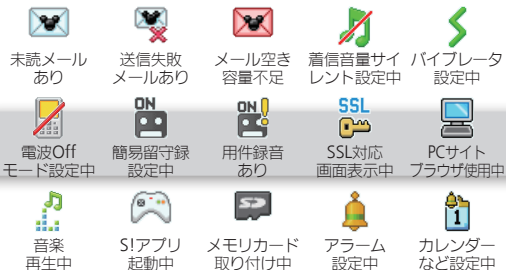 未読メール
あり
送信失敗
メールあり
メール空き
容量不足
着信音量サイ
レント設定中
バイブレータ
設定中
電波Off
モード設定中
ON
簡易留守録
設定中
ON
用件録音
あり
SSL
SSL対応
画面表示中
PCサイト
ブラウザ使用中
音楽
再生中
S!アプリ
起動中
SD
メモリカード
取り付け中
アラーム
設定中
1
カレンダー
など設定中